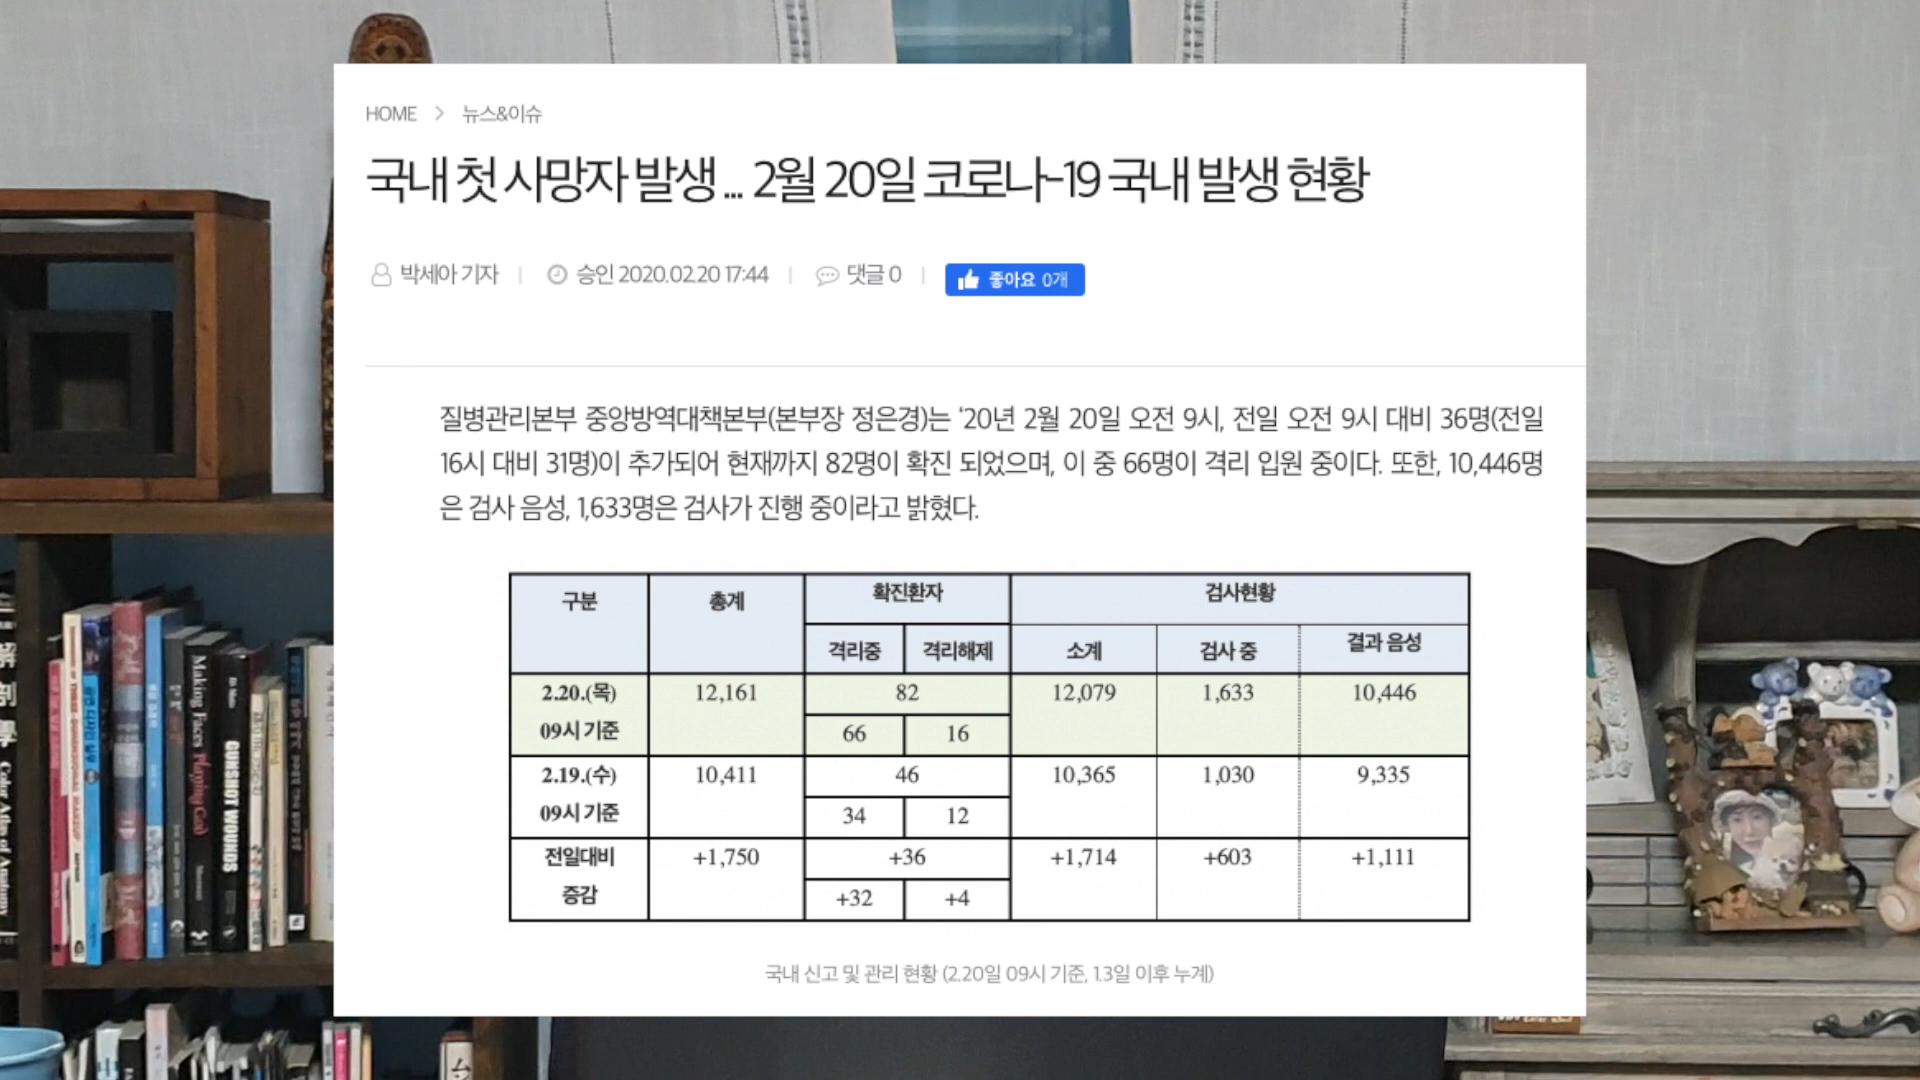 HOME > 뉴스&이슈
국내 첫 사망자 발생 ... 2월 20일 코로나-19 국내 발생 현황
박세아 기자 | 승인 2020.02.20 17:44 | 댓글 0 | 좋아요 0개
질병관리본부 중앙방역대책본부(본부장 정은경)는 ‘20년 2월 20일 오전 9시, 전일 오전 9시 대비 36명(전일
16시 대비 31명)이 추가되어 현재까지 82명이 확진 되었으며, 이 중 66명이 격리 입원 중이다. 또한, 10,446명
은 검사 음성, 1,633명은 검사가 진행 중이라고 밝혔다.
구분 총계 확진환자 검사현황
격리중 격리해제 소계 검사 중 결과 음성
2.20.(목) 12,161 82 12,079 1,633 10,446
09시 기준 66 16
2.19.(수) 10,411 46 10,365 1,030 9,335
09시 기준 34 12
전일대비 +1,750 +36 +1,714 +603 +1,111
증감 +32 +4
국내 신고 및 관리 현황 (2.20일 09시 기준, 1.3일 이후 누계)
解剖學 Color Atlas of Anatomy
Making Faces Playing God
GUNSHOT WOUNDS